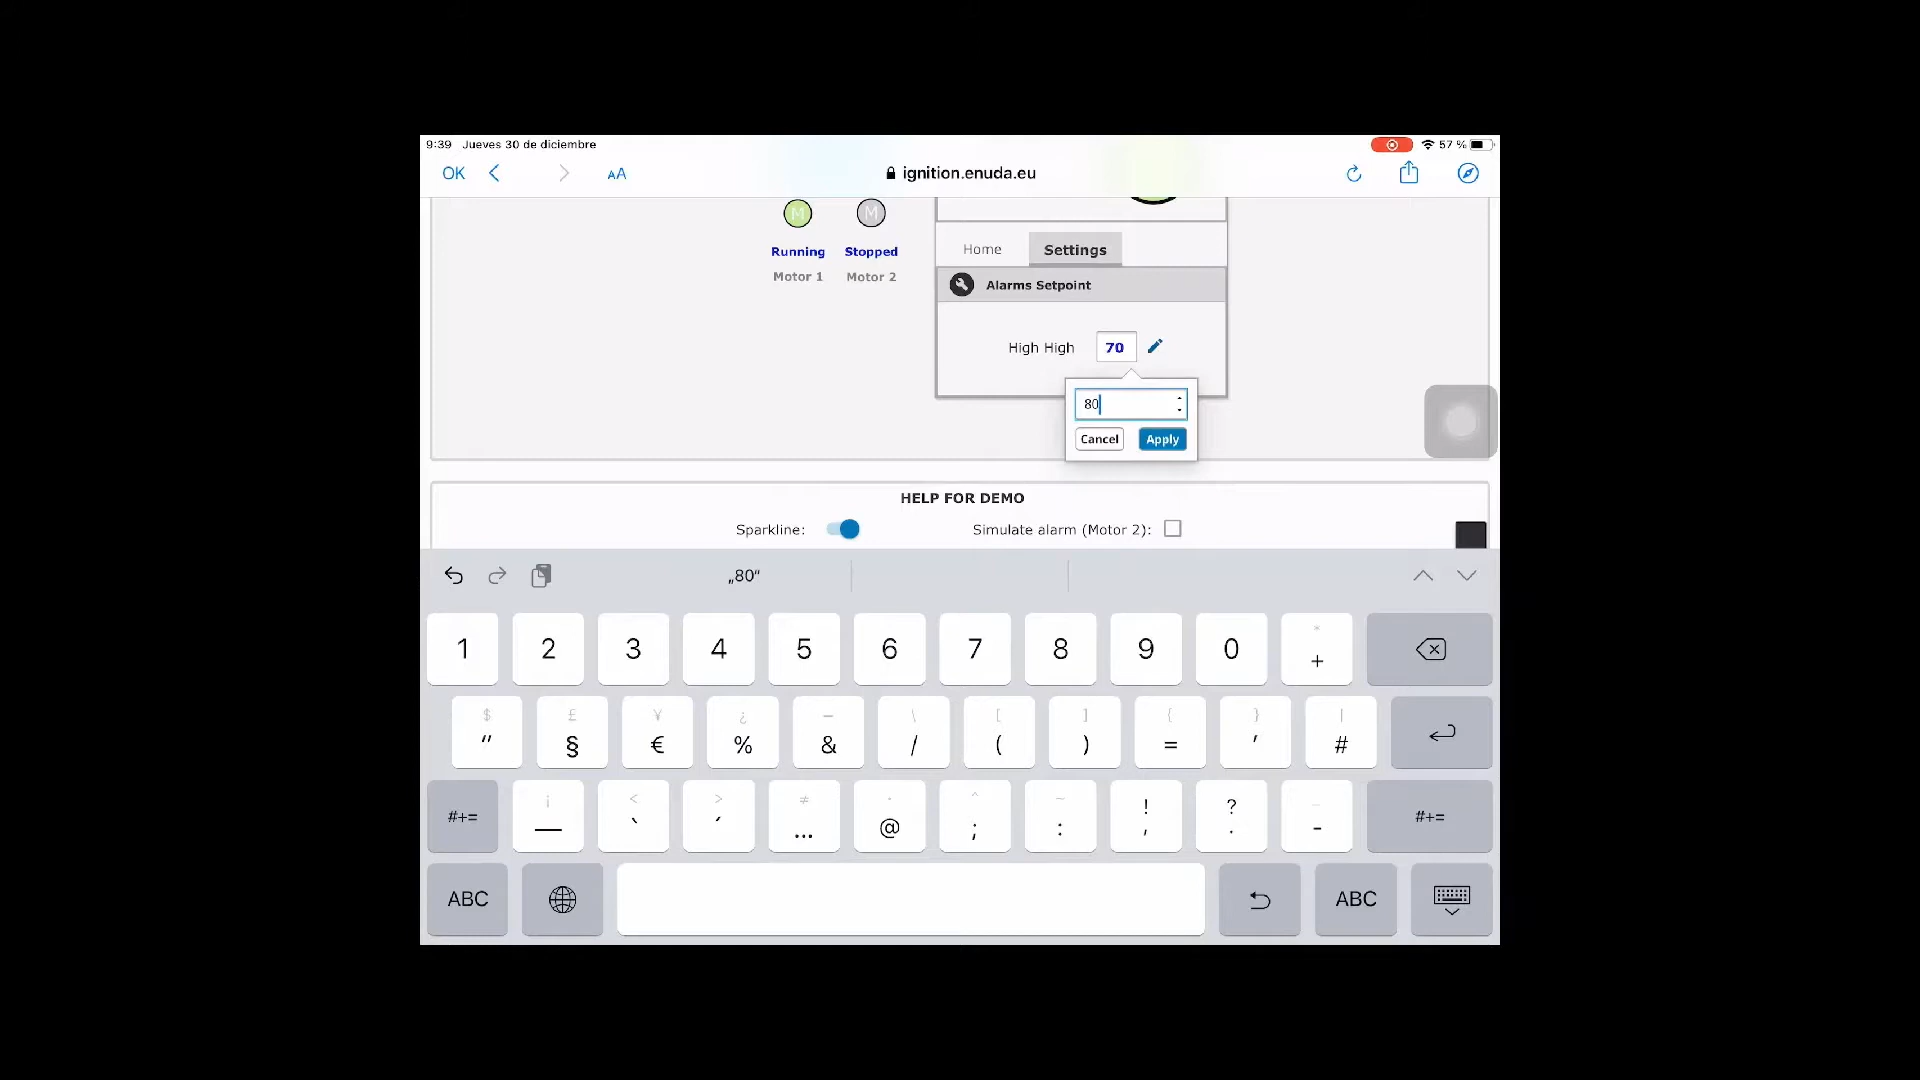 9:39 Jueves 30 de diciembre
57 %
OK
AA
ignition.enuda.eu
M M
Running Stopped
Motor 1 Motor 2
Home Settings
Alarms Setpoint
High High 70
80
Cancel Apply
HELP FOR DEMO
Sparkline: Simulate alarm (Motor 2):
„80“
1 2 3 4 5 6 7 8 9 0 * +
$ £ ¥ ¿ – \ [ ] { } |
“ § € % & / ( ) = ' #
#+= ¡ < > ≠ · ^ ~ ! ? _ #+=
— ` ´ ... @ ; : , . -
ABC ABC